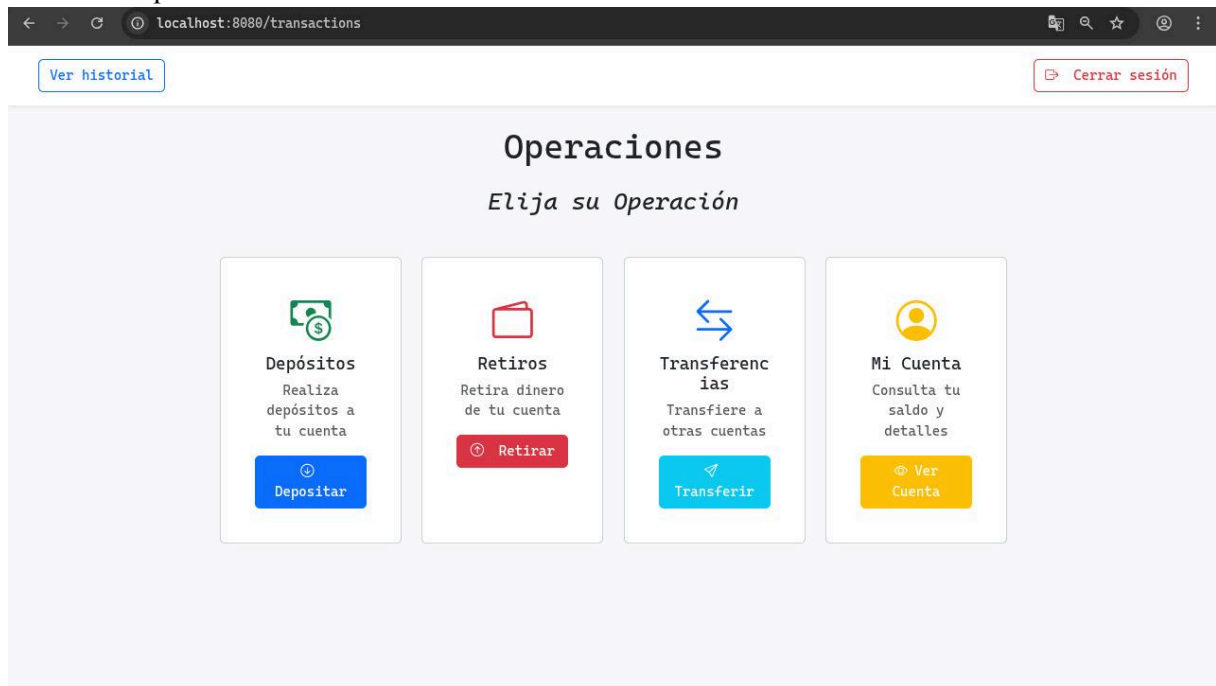 localhost:8080/transactions
Ver historial
Cerrar sesión
Operaciones
Elija su Operación
Depósitos
Realiza
depósitos a
tu cuenta
Depositar
Retiros
Retira dinero
de tu cuenta
Retirar
Transferenc
ias
Transfiere a
otras cuentas
Transferir
Mi Cuenta
Consulta tu
saldo y
detalles
Ver
Cuenta